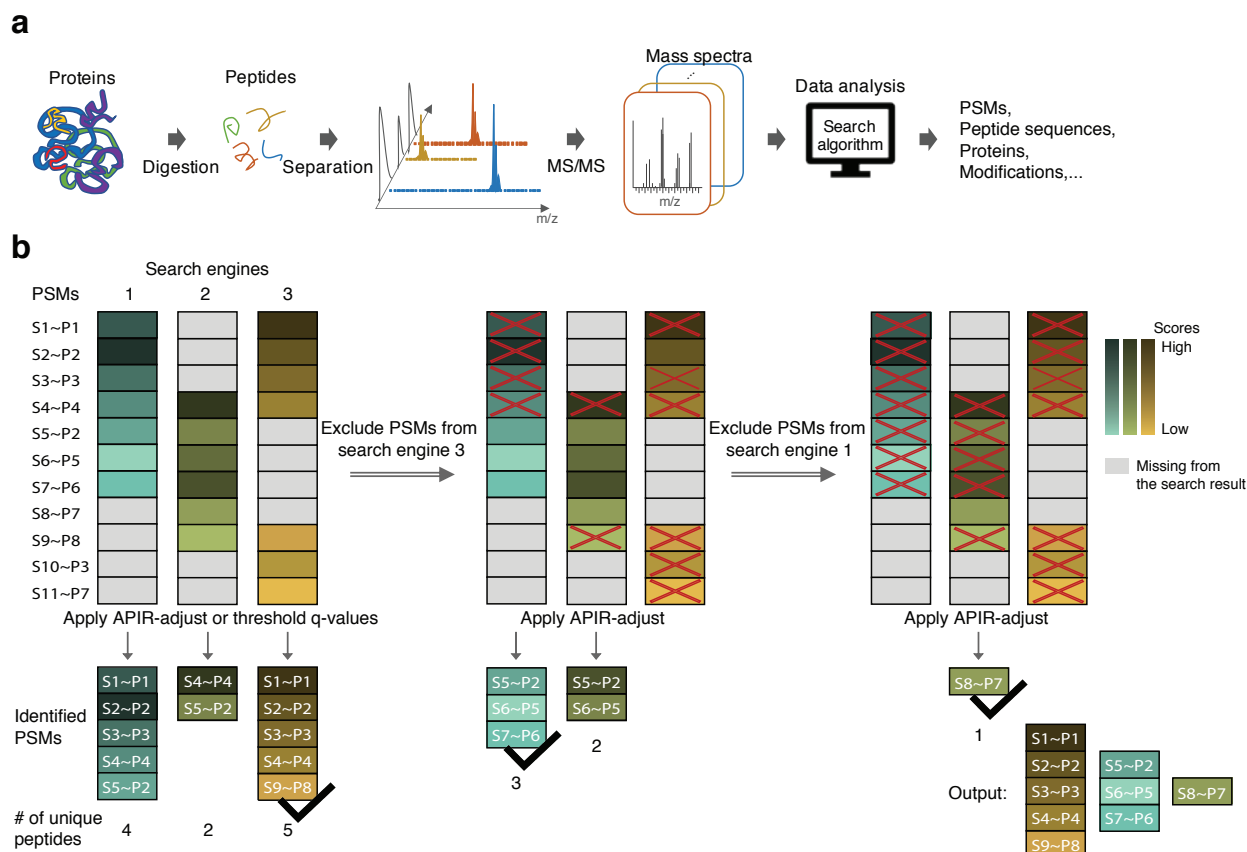 a
Proteins
Digestion
Peptides
Separation
m/z
MS/MS
Mass spectra
...
m/z
Data analysis
Search
algorithm
PSMs,
Peptide sequences,
Proteins,
Modifications,...
b
Search engines
PSMs 1 2 3
S1~P1
S2~P2
S3~P3
S4~P4
S5~P2
S6~P5
S7~P6
S8~P7
S9~P8
S10~P3
S11~P7
Exclude PSMs from
search engine 3
Exclude PSMs from
search engine 1
Scores
High
Low
Missing from
the search result
Apply APIR-adjust or threshold q-values
Apply APIR-adjust
Apply APIR-adjust
Identified
PSMs
S1~P1
S2~P2
S3~P3
S4~P4
S5~P2
S4~P4
S5~P2
S1~P1
S2~P2
S3~P3
S4~P4
S9~P8
# of unique
peptides
4 2 5
S5~P2
S6~P5
S7~P6
3
S5~P2
S6~P5
2
S8~P7
1
Output:
S1~P1
S2~P2
S3~P3
S4~P4
S9~P8
S5~P2
S6~P5
S7~P6
S8~P7